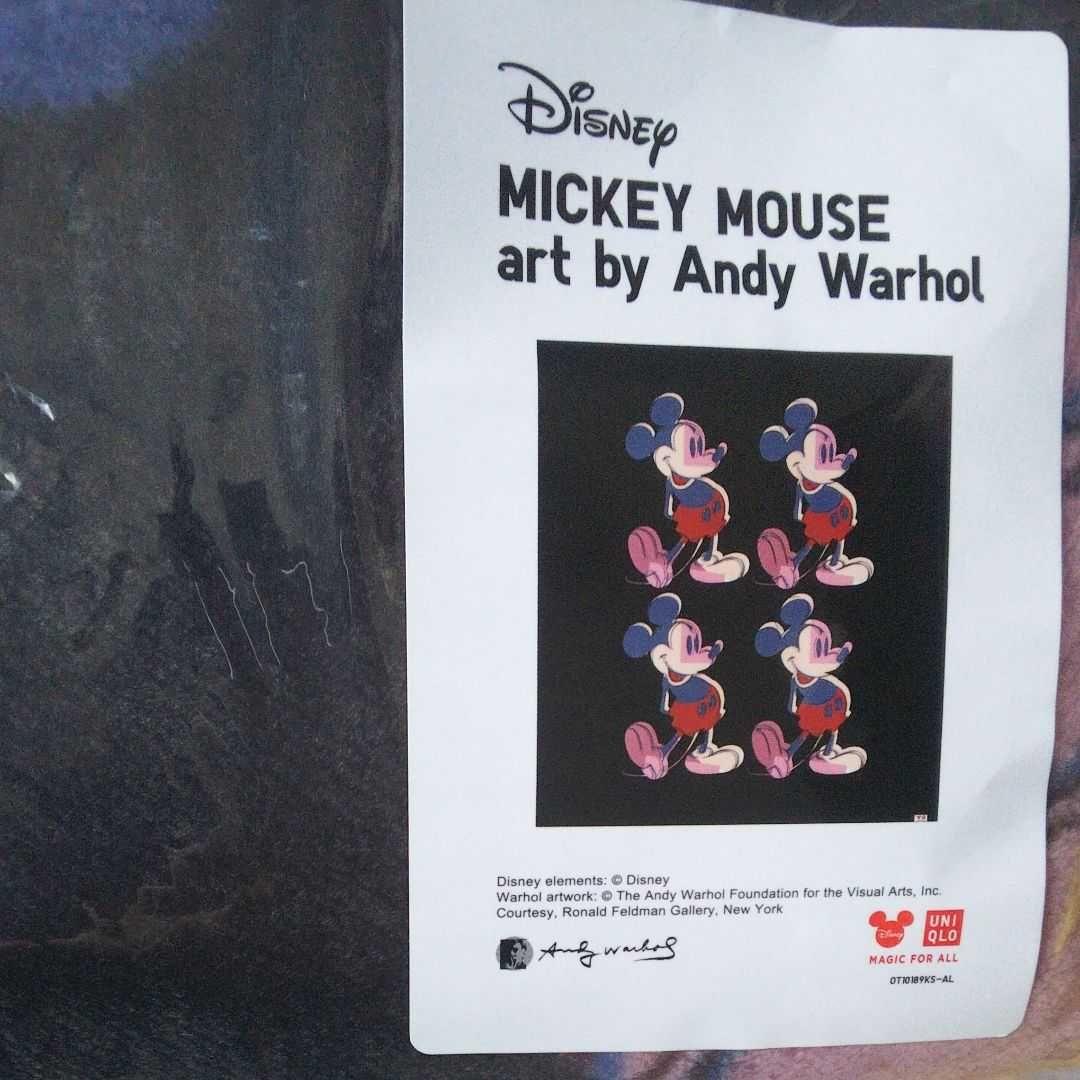 Disney
MICKEY MOUSE
art by Andy Warhol
Disney elements: © Disney
Warhol artwork: © The Andy Warhol Foundation for the Visual Arts, Inc.
Courtesy, Ronald Feldman Gallery, New York
Andy Warhol
Disney
UNI
QLO
MAGIC FOR ALL
OT10189KS-AL